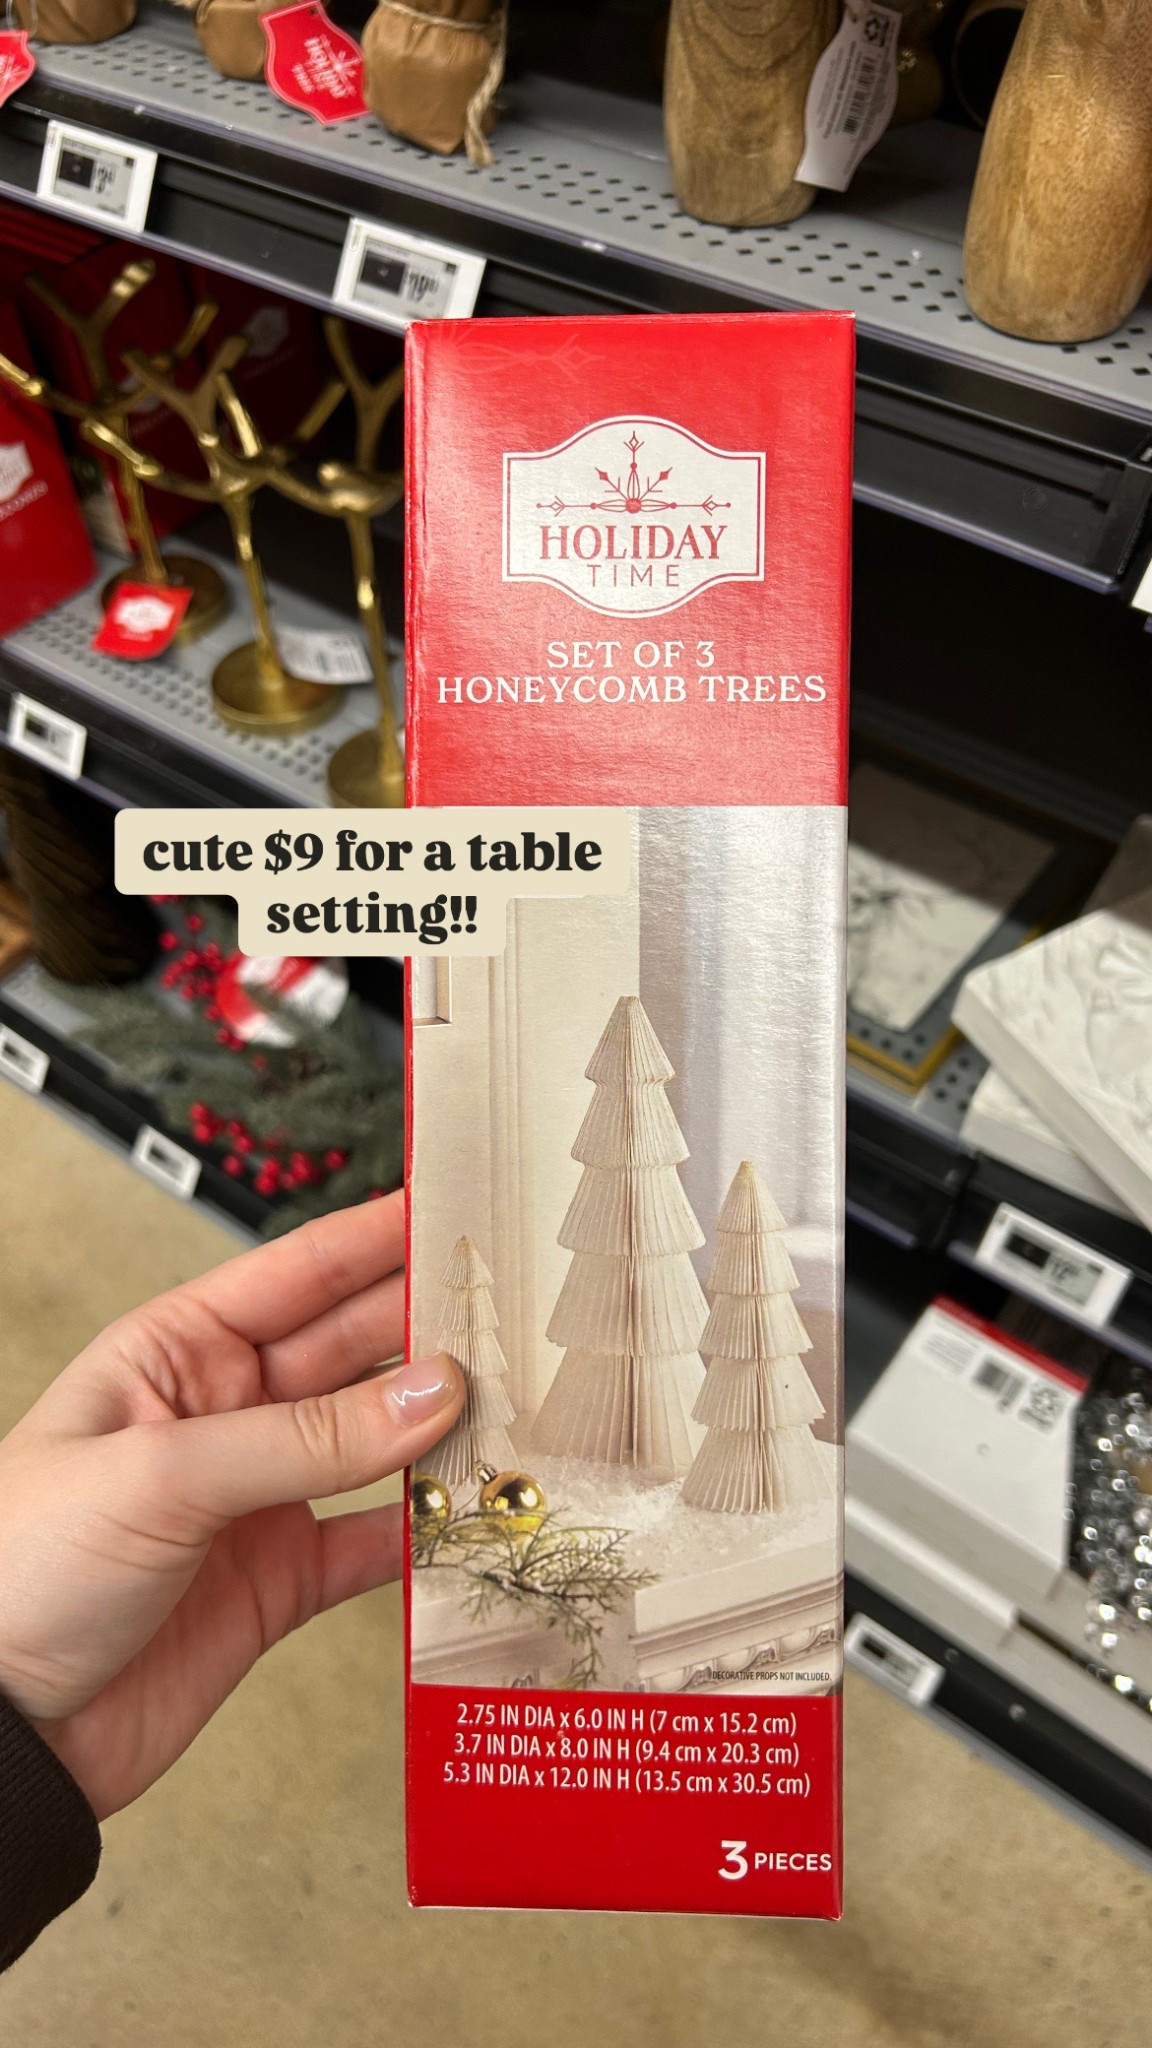 HOLIDAY
TIME
SET OF 3
HONEYCOMB TREES
cute $9 for a table
setting!!
DECORATIVE PROPS NOT INCLUDED.
2.75 IN DIA x 6.0 IN H (7 cm x 15.2 cm)
3.7 IN DIA x 8.0 IN H (9.4 cm x 20.3 cm)
5.3 IN DIA x 12.0 IN H (13.5 cm x 30.5 cm)
3 PIECES